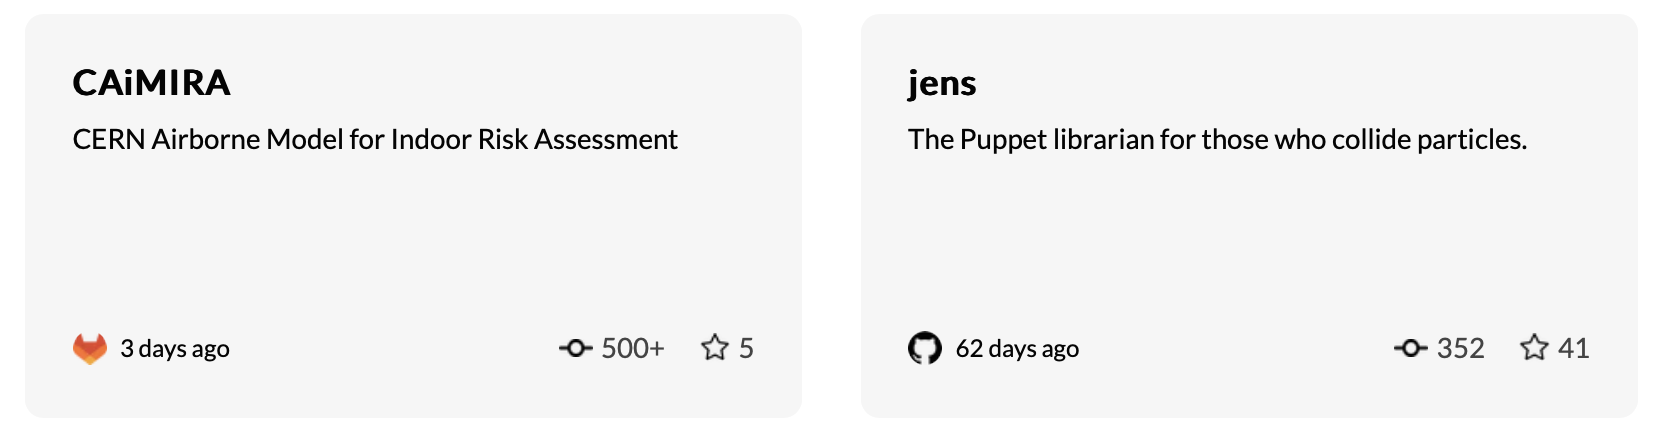 CAiMIRA
CERN Airborne Model for Indoor Risk Assessment
3 days ago 500+ 5
jens
The Puppet librarian for those who collide particles.
62 days ago 352 41